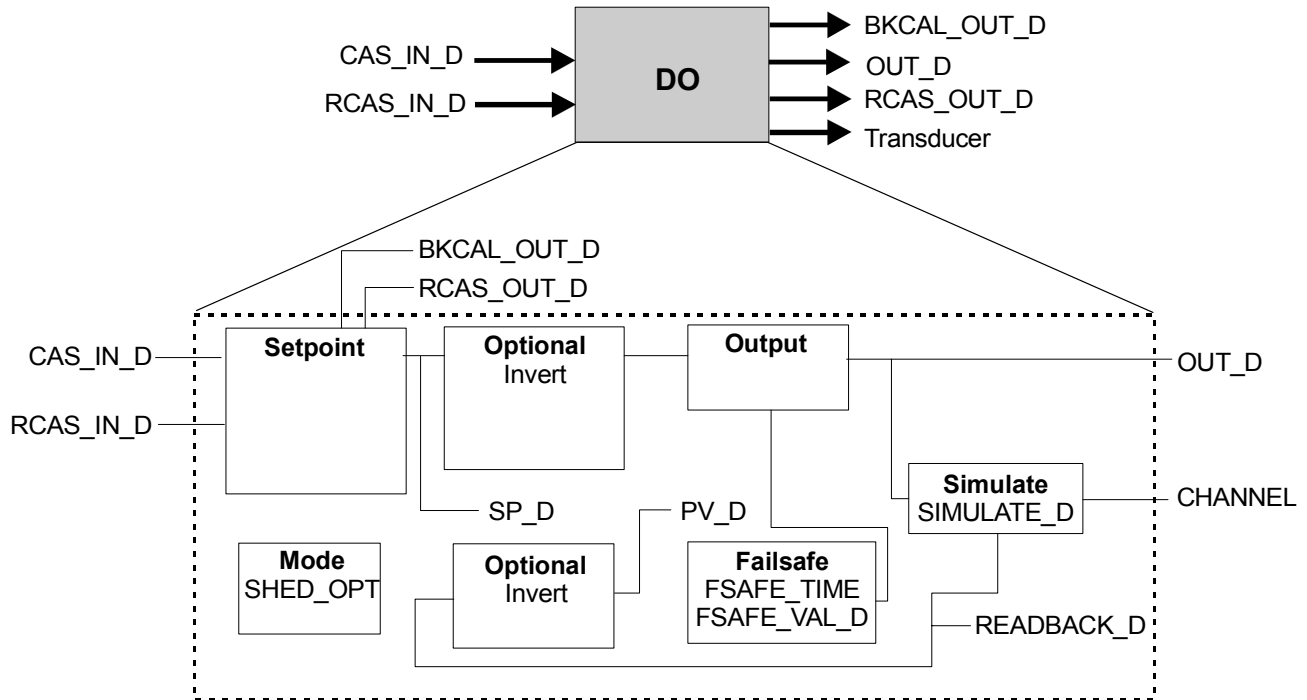 BKCAL_OUT_D
CAS_IN_D
OUT_D
DO
RCAS_IN_D
RCAS_OUT_D
Transducer
BKCAL_OUT_D
RCAS_OUT_D
Setpoint
Optional
Invert
Output
CAS_IN_D
OUT_D
RCAS_IN_D
Simulate
SIMULATE_D
CHANNEL
SP_D
PV_D
Mode
SHED_OPT
Optional
Invert
Failsafe
FSAFE_TIME
FSAFE_VAL_D
READBACK_D